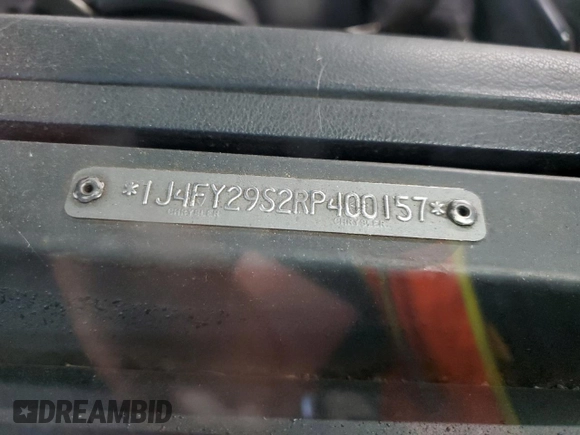 *1J4FY29S2RP400157*
CHRYSLER CHRYSLER
DREAMBID